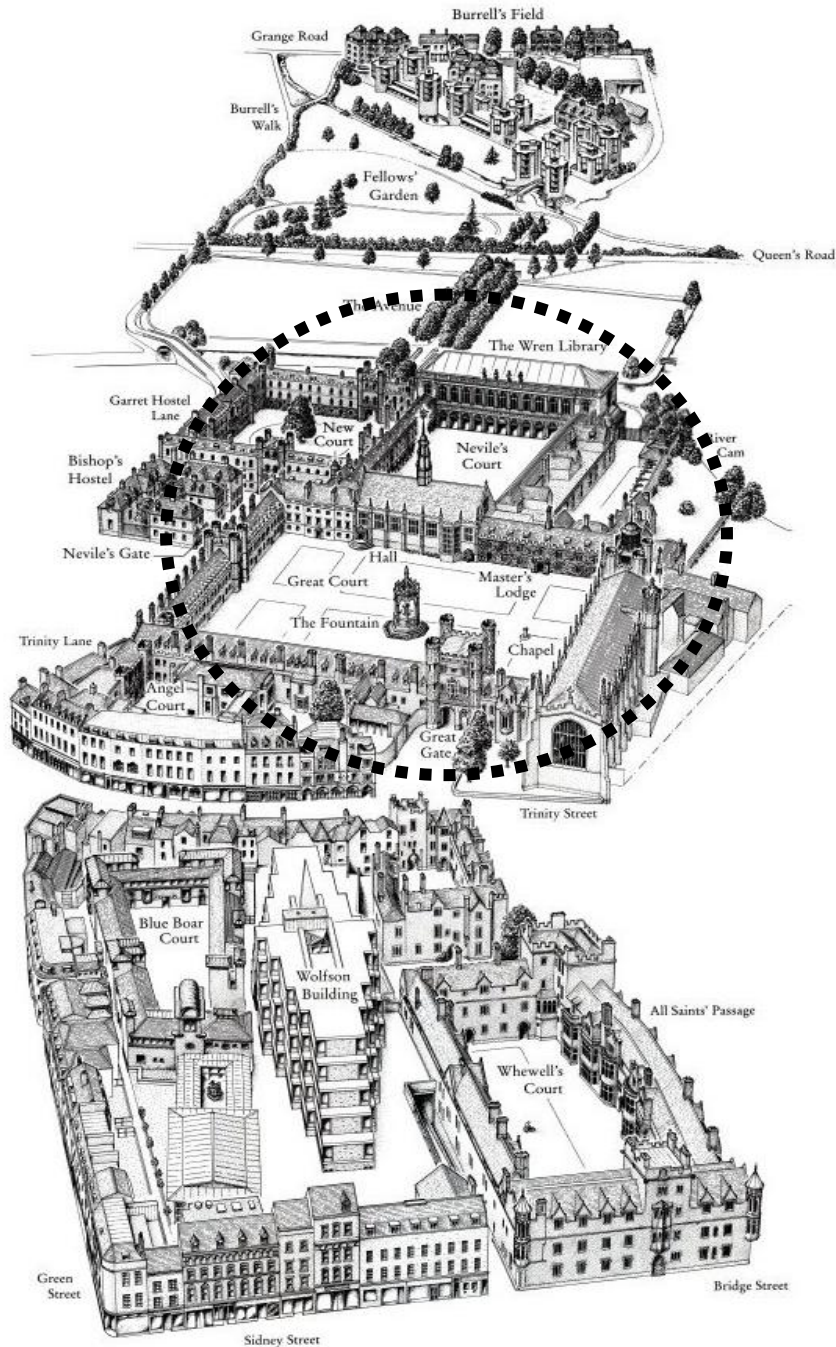 Burrell's Field
Grange Road
Burrell's
Walk
Fellows'
Garden
Queen's Road
The Avenue
The Wren Library
Garret Hostel
Lane
New
Court
Nevile's
Court
River
Cam
Bishop's
Hostel
Nevile's Gate
Hall
Great Court
Master's
Lodge
The Fountain
Trinity Lane
Chapel
Angel
Court
Great
Gate
Trinity Street
Blue Boar
Court
Wolfson
Building
All Saints' Passage
Whewell's
Court
Green
Street
Bridge Street
Sidney Street